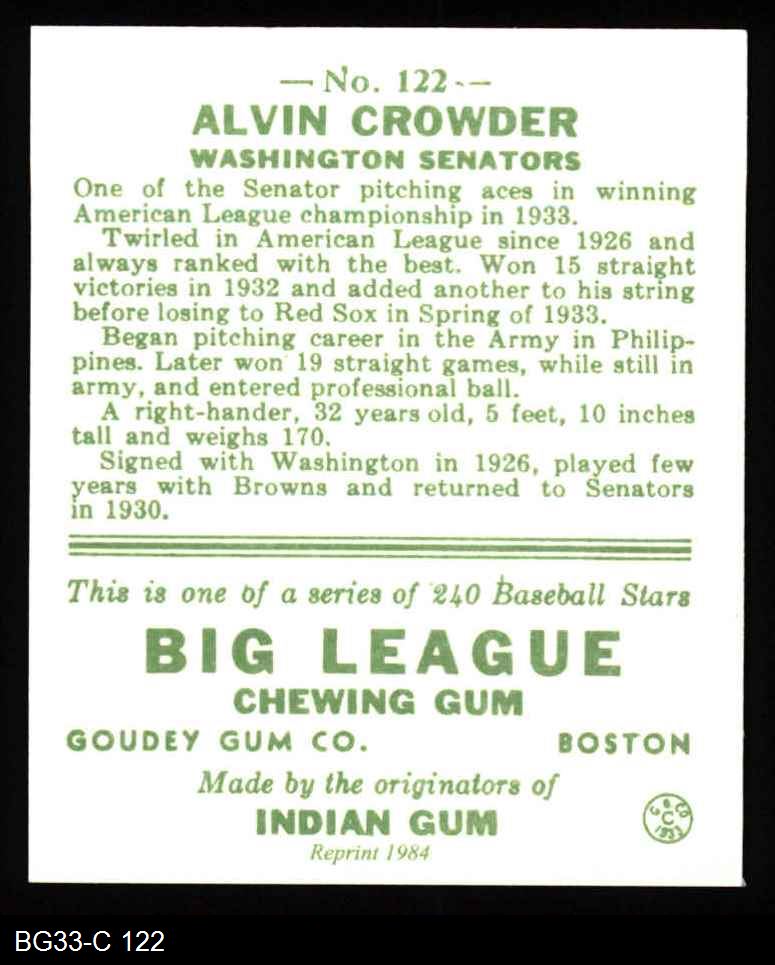 — No. 122 -—
ALVIN CROWDER
WASHINGTON SENATORS
One of the Senator pitching aces in winning
American League championship in 1933.
Twirled in American League since 1926 and
always ranked with the best. Won 15 straight
victories in 1932 and added another to his string
before losing to Red Sox in Spring of 1933.
Began pitching career in the Army in Philip-
pines. Later won 19 straight games, while still in
army, and entered professional ball.
A right-hander, 32 years old, 5 feet, 10 inches
tall and weighs 170.
Signed with Washington in 1926, played few
years with Browns and returned to Senators
in 1930.
This is one of a series of 240 Baseball Stars
BIG LEAGUE
CHEWING GUM
GOUDEY GUM CO. BOSTON
Made by the originators of
INDIAN GUM
Reprint 1984
C
1933
BG33-C 122